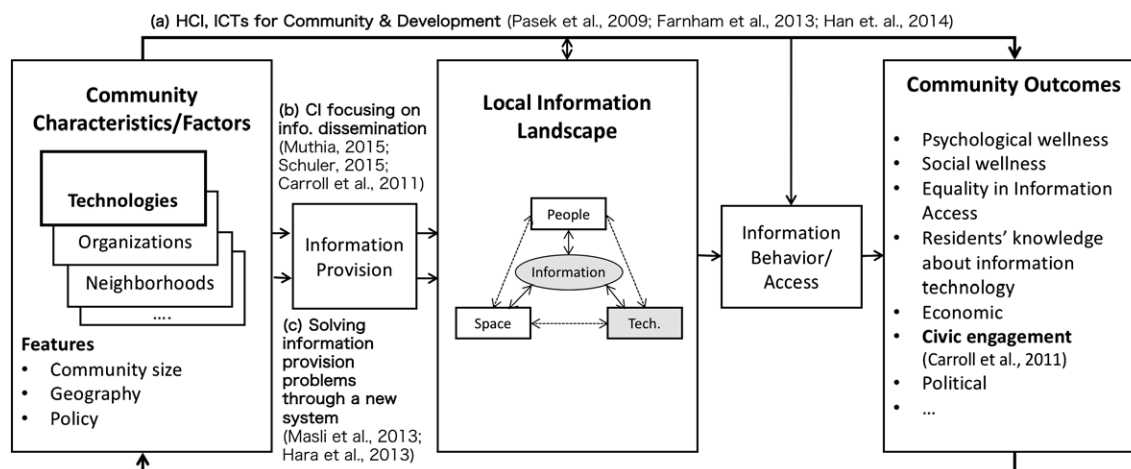 (a) HCI, ICTs for Community & Development (Pasek et al., 2009; Farnham et al., 2013; Han et. al., 2014)
Community
Characteristics/Factors
Technologies
Organizations
Neighborhoods
....
Features
• Community size
• Geography
• Policy
(b) CI focusing on
info. dissemination
(Muthia, 2015;
Schuler, 2015;
Carroll et al., 2011)
Information
Provision
(c) Solving
information
provision
problems
through a new
system
(Masli et al., 2013;
Hara et al., 2013)
Local Information
Landscape
People
Information
Space
Tech.
Information
Behavior/
Access
Community Outcomes
• Psychological wellness
• Social wellness
• Equality in Information
Access
• Residents’ knowledge
about information
technology
• Economic
• Civic engagement
(Carroll et al., 2011)
• Political
• …